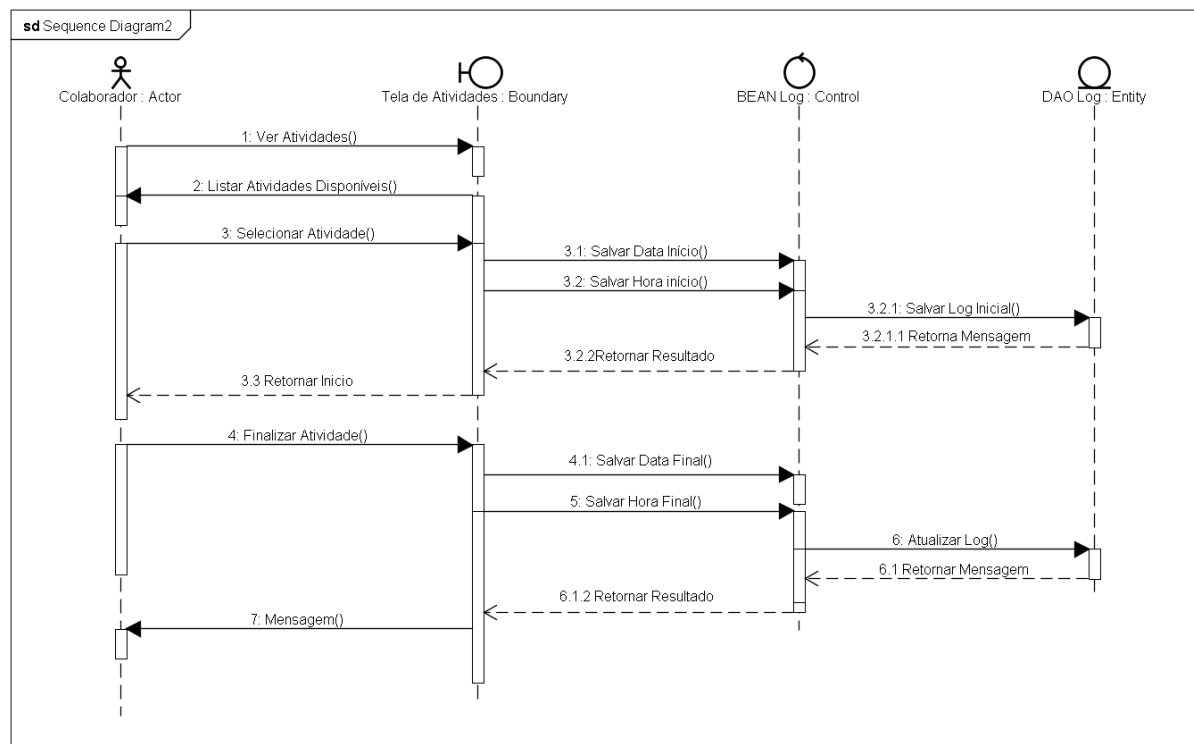 sd Sequence Diagram2
Colaborador : Actor
Tela de Atividades : Boundary
BEAN Log : Control
DAO Log : Entity
1: Ver Atividades()
2: Listar Atividades Disponíveis()
3: Selecionar Atividade()
3.1: Salvar Data Início()
3.2: Salvar Hora início()
3.2.1: Salvar Log Inicial()
3.2.1.1 Retorna Mensagem
3.2.2Retornar Resultado
3.3 Retornar Inicio
4: Finalizar Atividade()
4.1: Salvar Data Final()
5: Salvar Hora Final()
6: Atualizar Log()
6.1 Retornar Mensagem
6.1.2 Retornar Resultado
7: Mensagem()